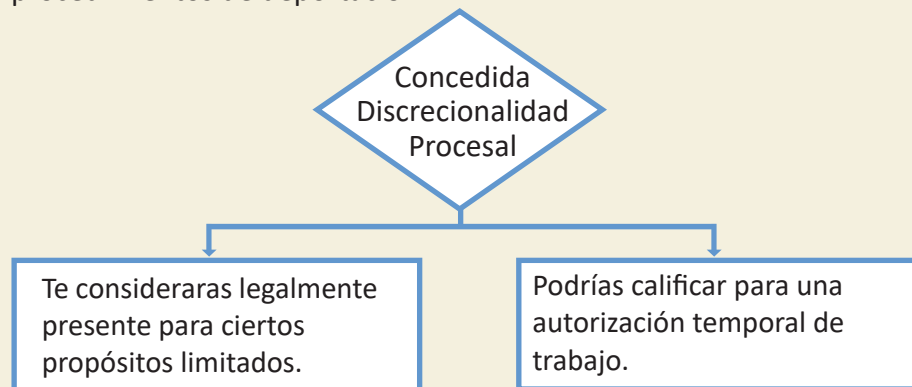 Concedida
Discrecionalidad
Procesal
Te consideraras legalmente
presente para ciertos
propósitos limitados.
Podrías calificar para una
autorización temporal de
trabajo.